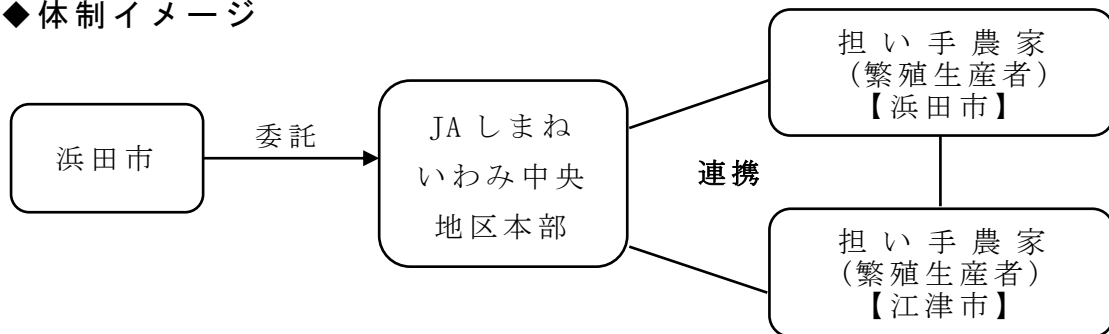 ◆体制イメージ
浜田市
委託
JAしまね
いわみ中央
地区本部
連携
担い手農家
(繁殖生産者)
【浜田市】
担い手農家
(繁殖生産者)
【江津市】